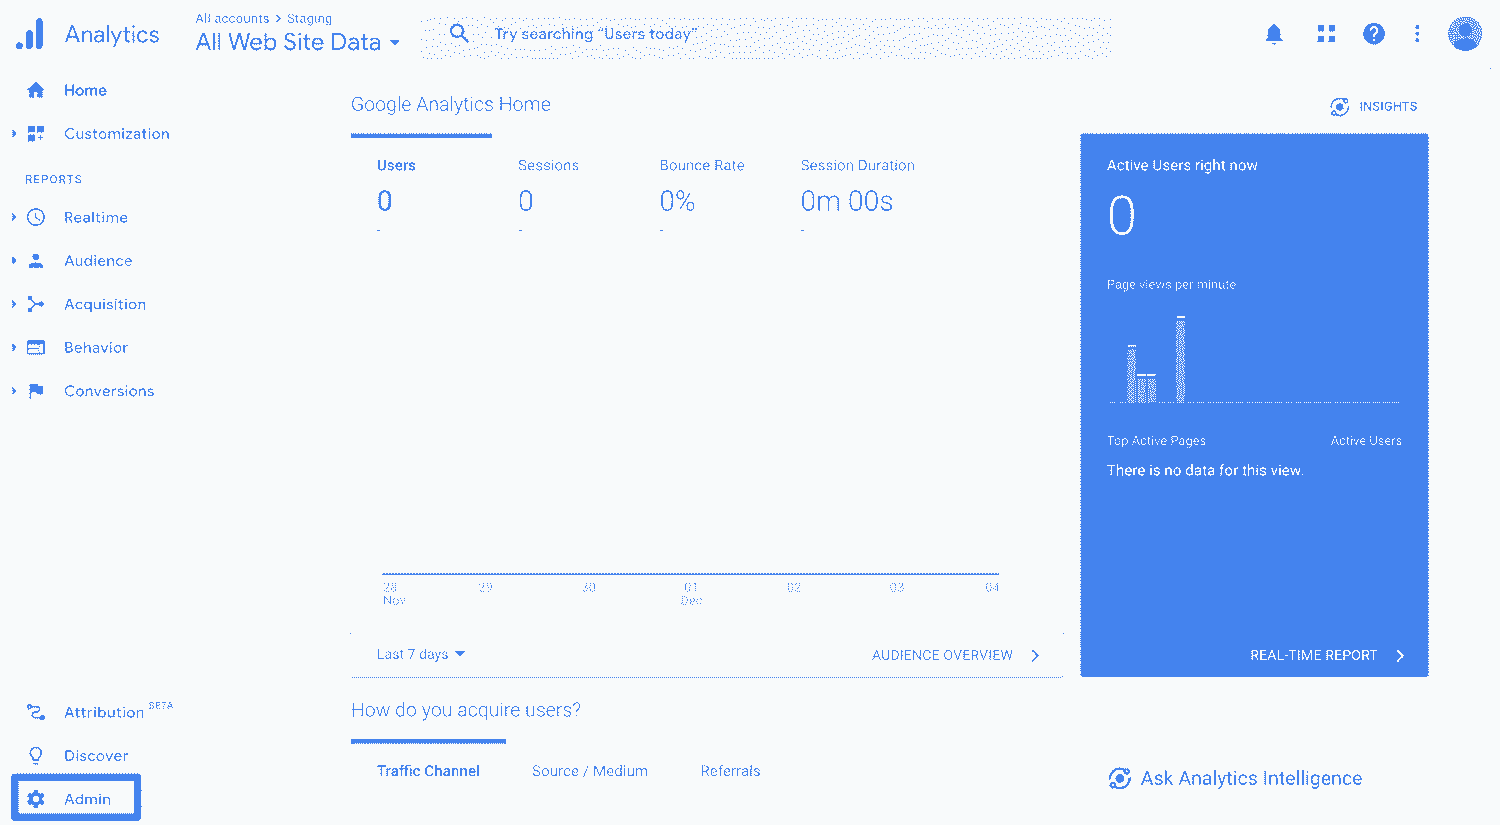 Analytics
All accounts > Staging
All Web Site Data
Try searching “Users today”
Home
Customization
REPORTS
Realtime
Audience
Acquisition
Behavior
Conversions
Attribution BETA
Discover
Admin
Google Analytics Home
INSIGHTS
Users Sessions Bounce Rate Session Duration
0 0 0% 0m 00s
- - - -
28 29 30 01 02 03 04
Nov Dec
Last 7 days
AUDIENCE OVERVIEW
Active Users right now
0
Page views per minute
Top Active Pages Active Users
There is no data for this view.
REAL-TIME REPORT
How do you acquire users?
Traffic Channel Source / Medium Referrals
Ask Analytics Intelligence